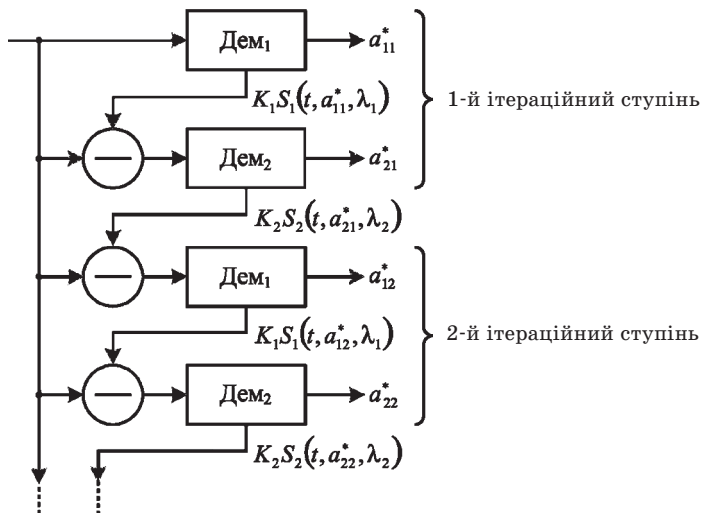 Дем₁
a*₁₁
K₁S₁(t, a*₁₁, λ₁)
1-й ітераційний ступінь
Дем₂
a*₂₁
K₂S₂(t, a*₂₁, λ₂)
Дем₁
a*₁₂
K₁S₁(t, a*₁₂, λ₁)
2-й ітераційний ступінь
Дем₂
a*₂₂
K₂S₂(t, a*₂₂, λ₂)